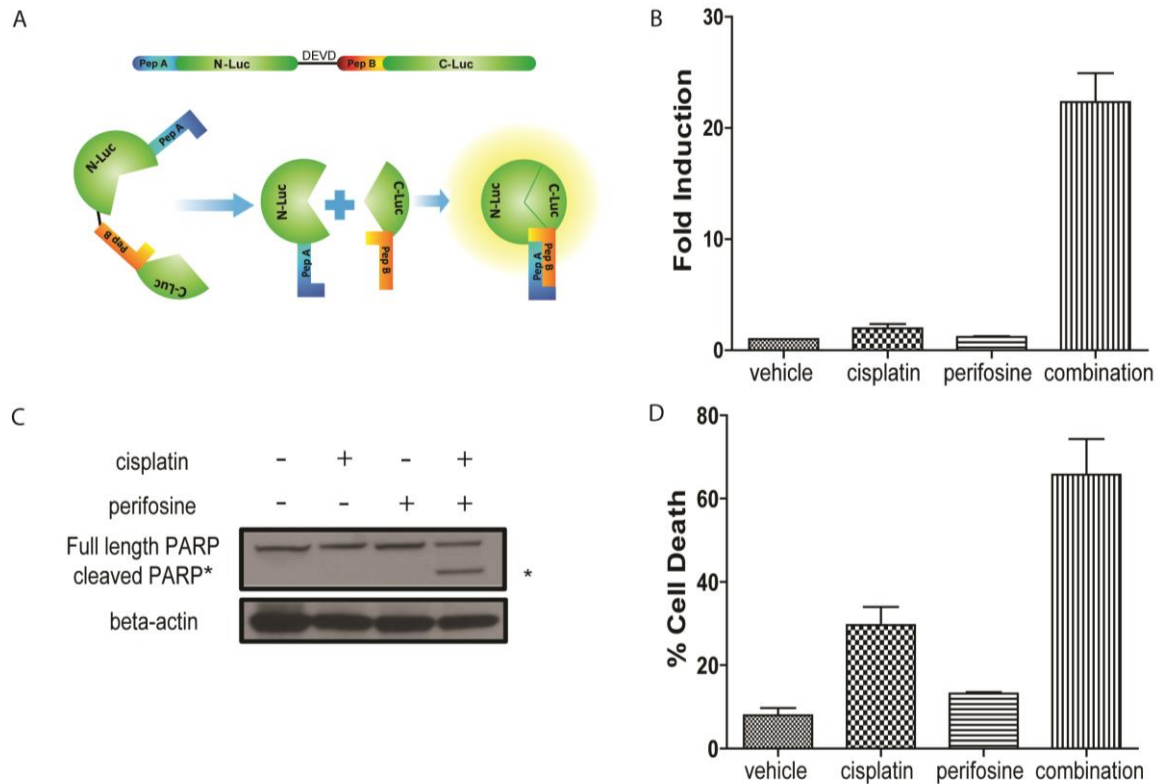 A
Pep A N-Luc DEVD Pep B C-Luc
N-Luc
Pep A
Pep B
C-Luc
N-Luc
Pep A
C-Luc
Pep B
N-Luc
C-Luc
Pep A
Pep B
B
Fold Induction
30
20
10
0
vehicle cisplatin perifosine combination
C
cisplatin - + - +
perifosine - - + +
Full length PARP
cleaved PARP* *
beta-actin
D
% Cell Death
80
60
40
20
0
vehicle cisplatin perifosine combination